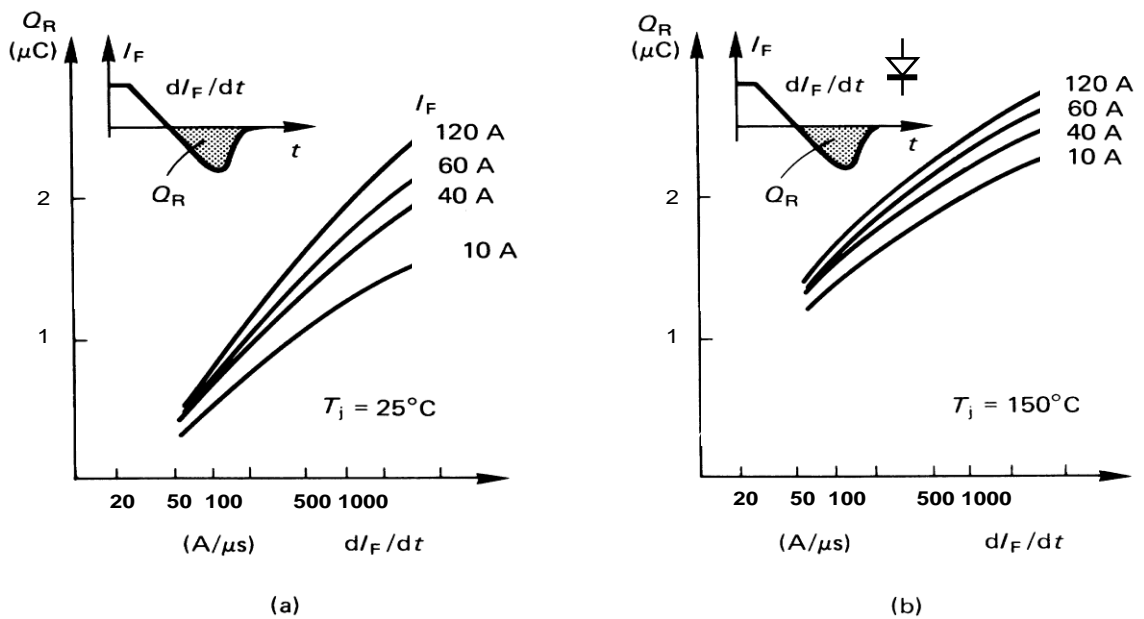 Q_R
(μC)
I_F
dI_F/dt
t
Q_R
I_F
120 A
60 A
40 A
10 A
2
1
T_j = 25°C
20 50 100 500 1000
(A/μs) dI_F/dt
(a)
Q_R
(μC)
I_F
dI_F/dt
t
Q_R
120 A
60 A
40 A
10 A
2
1
T_j = 150°C
20 50 100 500 1000
(A/μs) dI_F/dt
(b)